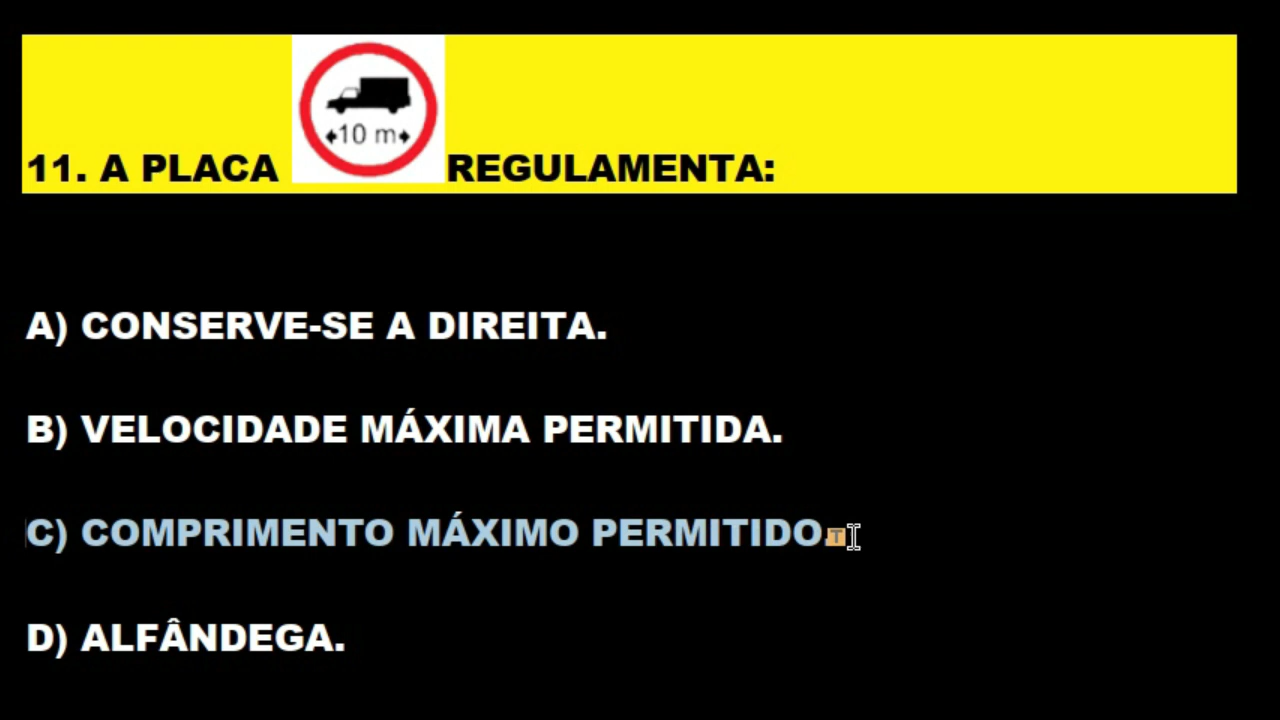 10 m
11. A PLACA REGULAMENTA:
A) CONSERVE-SE A DIREITA.
B) VELOCIDADE MÁXIMA PERMITIDA.
C) COMPRIMENTO MÁXIMO PERMITIDO.
T
D) ALFÂNDEGA.